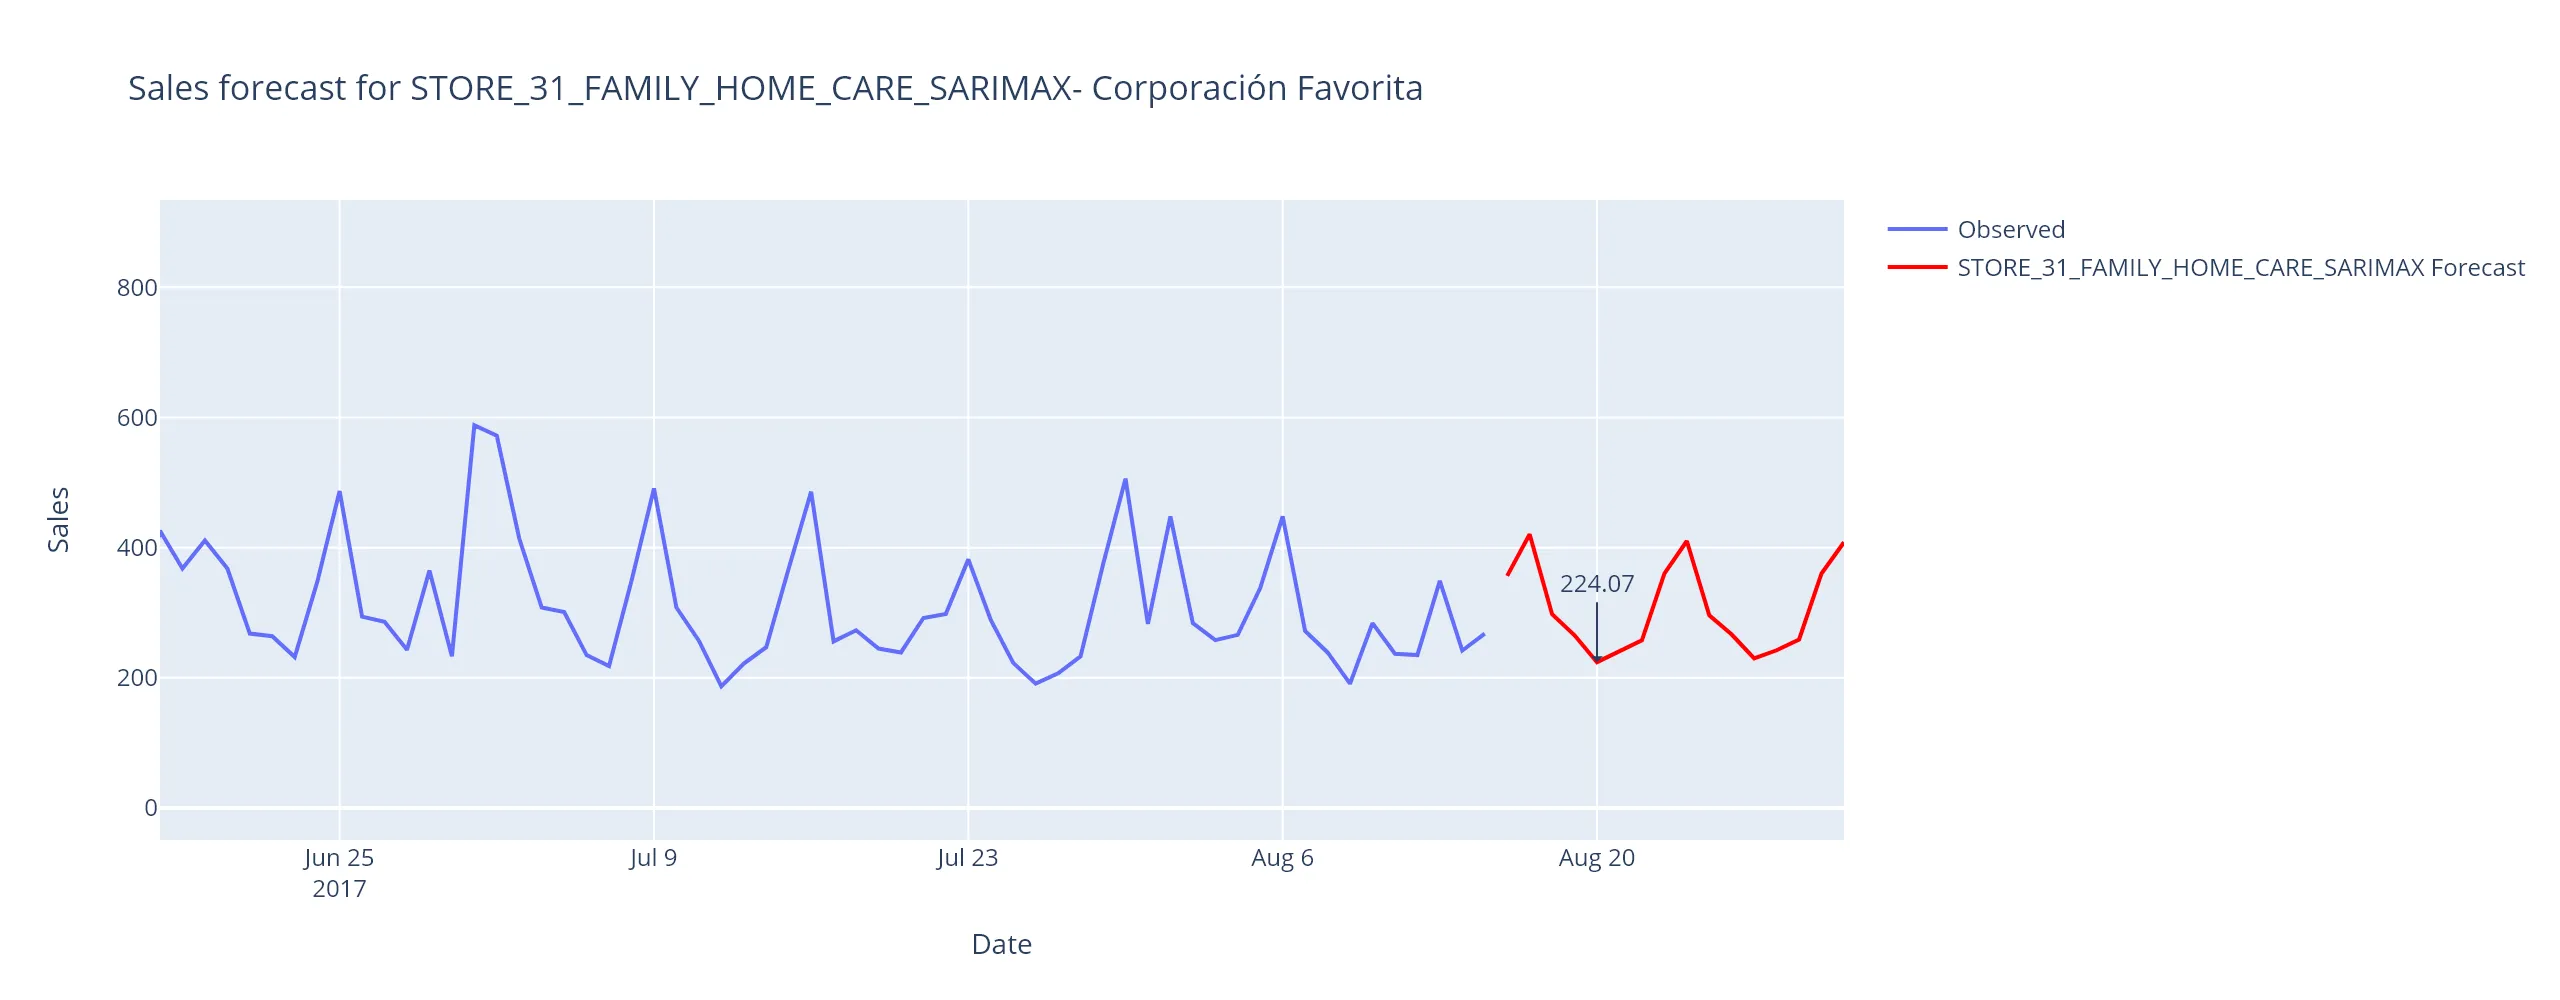 Sales forecast for STORE_31_FAMILY_HOME_CARE_SARIMAX- Corporación Favorita
Observed
STORE_31_FAMILY_HOME_CARE_SARIMAX Forecast
800
600
400
200
0
Sales
224.07
Jun 25
2017
Jul 9
Jul 23
Aug 6
Aug 20
Date